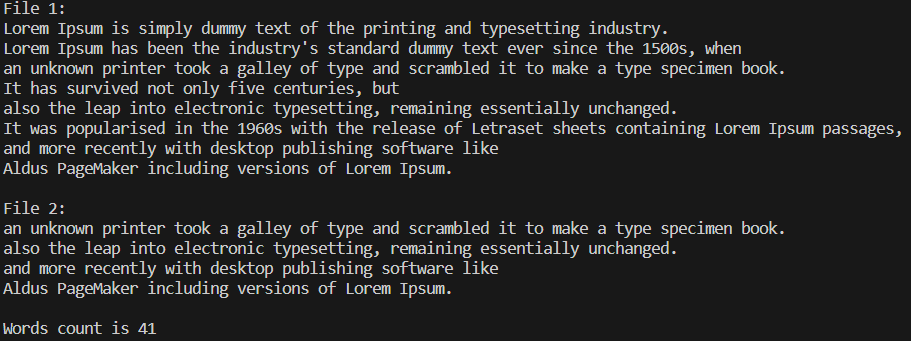 File 1:
Lorem Ipsum is simply dummy text of the printing and typesetting industry.
Lorem Ipsum has been the industry's standard dummy text ever since the 1500s, when
an unknown printer took a galley of type and scrambled it to make a type specimen book.
It has survived not only five centuries, but
also the leap into electronic typesetting, remaining essentially unchanged.
It was popularised in the 1960s with the release of Letraset sheets containing Lorem Ipsum passages,
and more recently with desktop publishing software like
Aldus PageMaker including versions of Lorem Ipsum.

File 2:
an unknown printer took a galley of type and scrambled it to make a type specimen book.
also the leap into electronic typesetting, remaining essentially unchanged.
and more recently with desktop publishing software like
Aldus PageMaker including versions of Lorem Ipsum.

Words count is 41